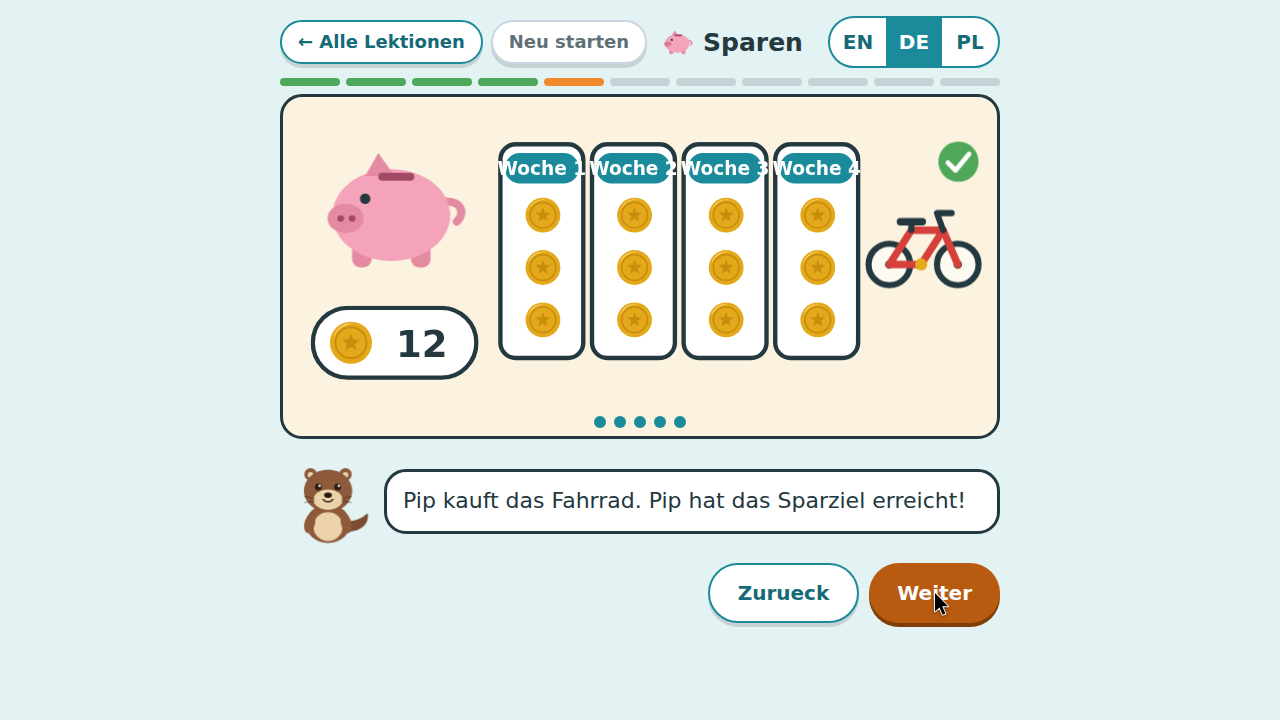 ← Alle Lektionen
Neu starten
Sparen
EN DE PL
Woche 1 Woche 2 Woche 3 Woche 4
12
Pip kauft das Fahrrad. Pip hat das Sparziel erreicht!
Zurueck
Weiter